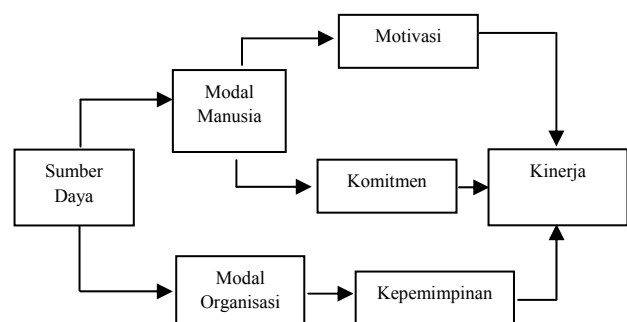 Motivasi
Modal
Manusia
Sumber
Daya
Komitmen
Kinerja
Modal
Organisasi
Kepemimpinan